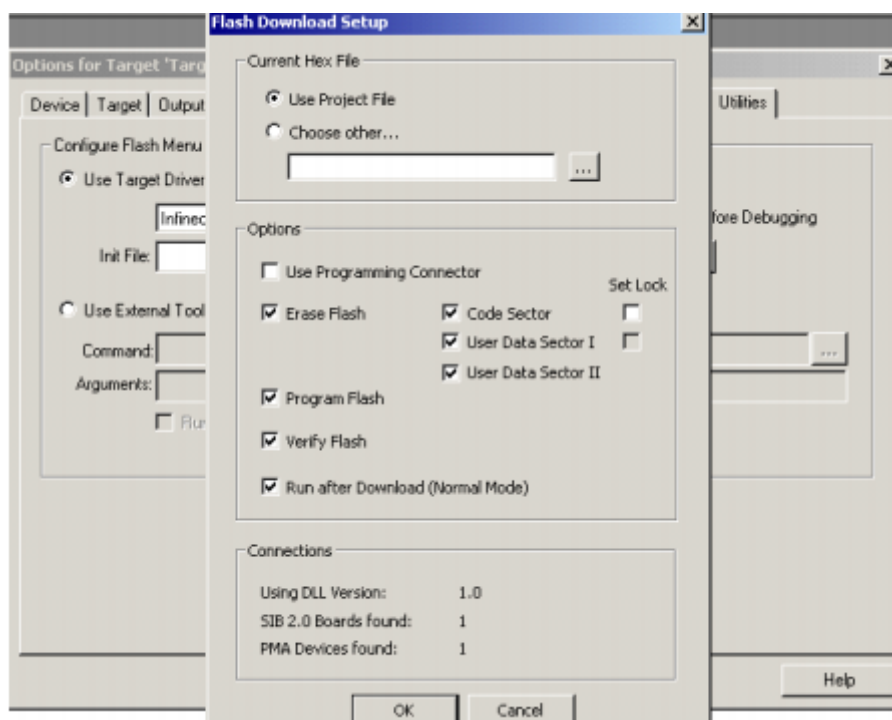 Flash Download Setup
Options for Target 'Targ
Device Target Output Utilities
Current Hex File
Use Project File
Choose other...
...
Configure Flash Menu
Use Target Driver
Infinec
fore Debugging
Init File:
Options
Use Programming Connector
Set Lock
Use External Tool
Erase Flash Code Sector
Command: User Data Sector I ...
Arguments: User Data Sector II
Program Flash
Verify Flash
Run after Download (Normal Mode)
Connections
Using DLL Version: 1.0
SIB 2.0 Boards found: 1
PMA Devices found: 1
Help
OK Cancel